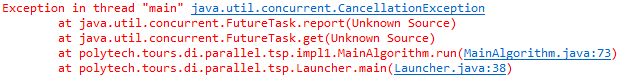 Exception in thread "main" java.util.concurrent.CancellationException
at java.util.concurrent.FutureTask.report(Unknown Source)
at java.util.concurrent.FutureTask.get(Unknown Source)
at polytech.tours.di.parallel.tsp.impl1.MainAlgorithm.run(MainAlgorithm.java:73)
at polytech.tours.di.parallel.tsp.Launcher.main(Launcher.java:38)